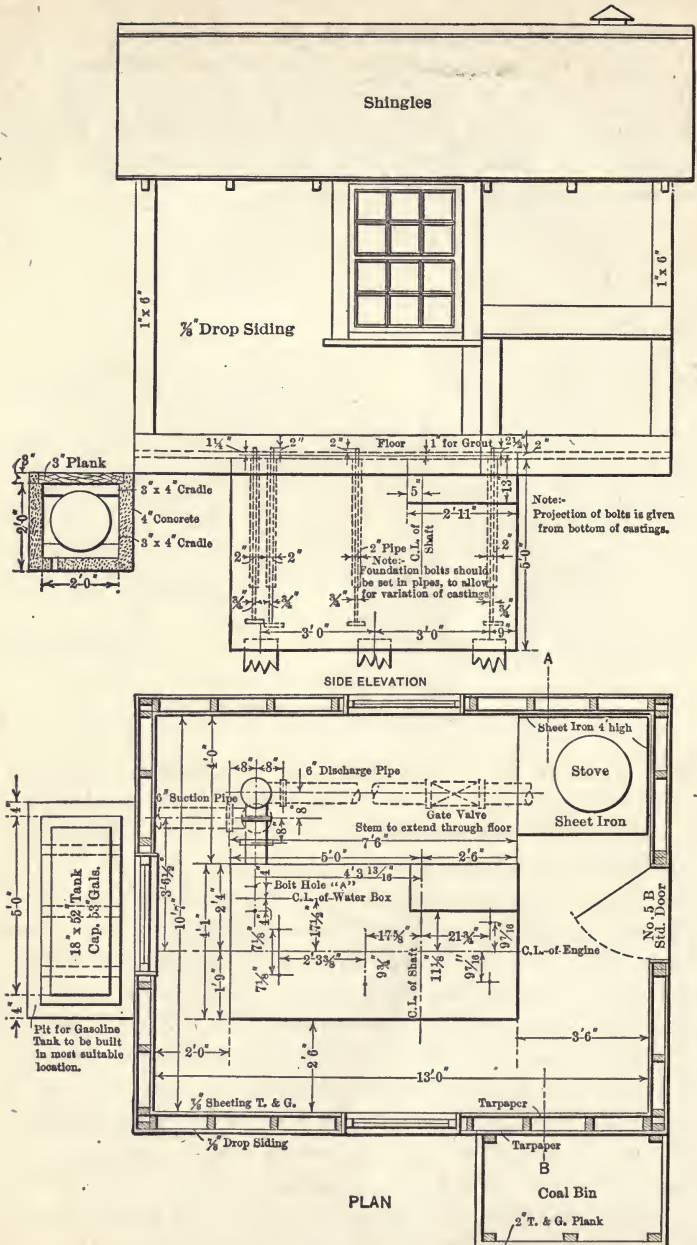 Shingles
1"x 6"
1"x 6"
⅞" Drop Siding
1¼"
2"
2"
Floor
1" for Grout
2½"
2"
3"
3" Plank
3"x 4" Cradle
4" Concrete
3"x 4" Cradle
2'0"
2'0"
5"
13"
2'-11"
C.L. of
Shaft
5'-0"
Note:-
Projection of bolts is given
from bottom of castings.
2"
2"
2" Pipe
2"
Note:-
Foundation bolts should
be set in pipes, to allow
for variation of castings
¾"
¾"
¾"
¾"
3'0"
3'0"
9"
SIDE ELEVATION
A
Sheet Iron 4' high
Stove
Sheet Iron
4'-0"
8"
8"
6" Discharge Pipe
6" Suction Pipe
8"
8"
Gate Valve
Stem to extend through floor
7'6"
5'-0"
2'-6"
4'3 13/16"
4"
4"
Bolt Hole "A"
C.L.-of-Water Box
4"
5'-0"
4"
18"x 52" Tank
Cap. 53 Gals.
3'-6½"
10'-7"
4'-1"
2'-4"
1'-9"
17½"
7⅛"
7⅛"
2'-3⅜"
17⅝"
9¾"
C.L. of Shaft
11⅛"
21¾"
9 7/16"
9 7/16"
C.L.-of-Engine
No. 5 B
Std. Door
Pit for Gasoline
Tank to be built
in most suitable
location.
2'-0"
2'6"
3'-6"
13'-0"
⅞" Sheeting T. & G.
Tarpaper
⅞" Drop Siding
Tarpaper
B
PLAN
Coal Bin
2" T. & G. Plank